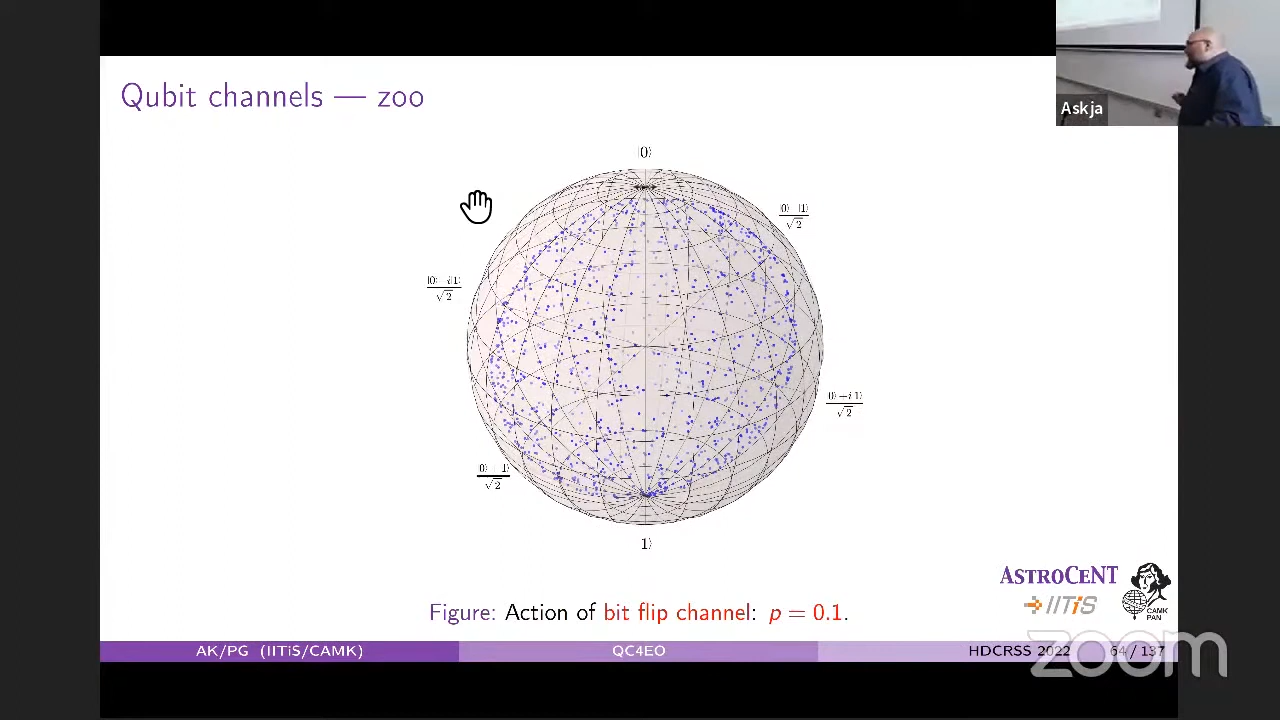 Qubit channels — zoo
Askja
|0⟩
|0⟩−|1⟩
√2
|0⟩−i|1⟩
√2
|0⟩+i|1⟩
√2
|0⟩+|1⟩
√2
|1⟩
ASTROCENT
IITiS
CAMK
PAN
Figure: Action of bit flip channel: p = 0.1.
AK/PG (IITiS/CAMK)
QC4EO
HDCRSS 2022
64 / 137
zoom